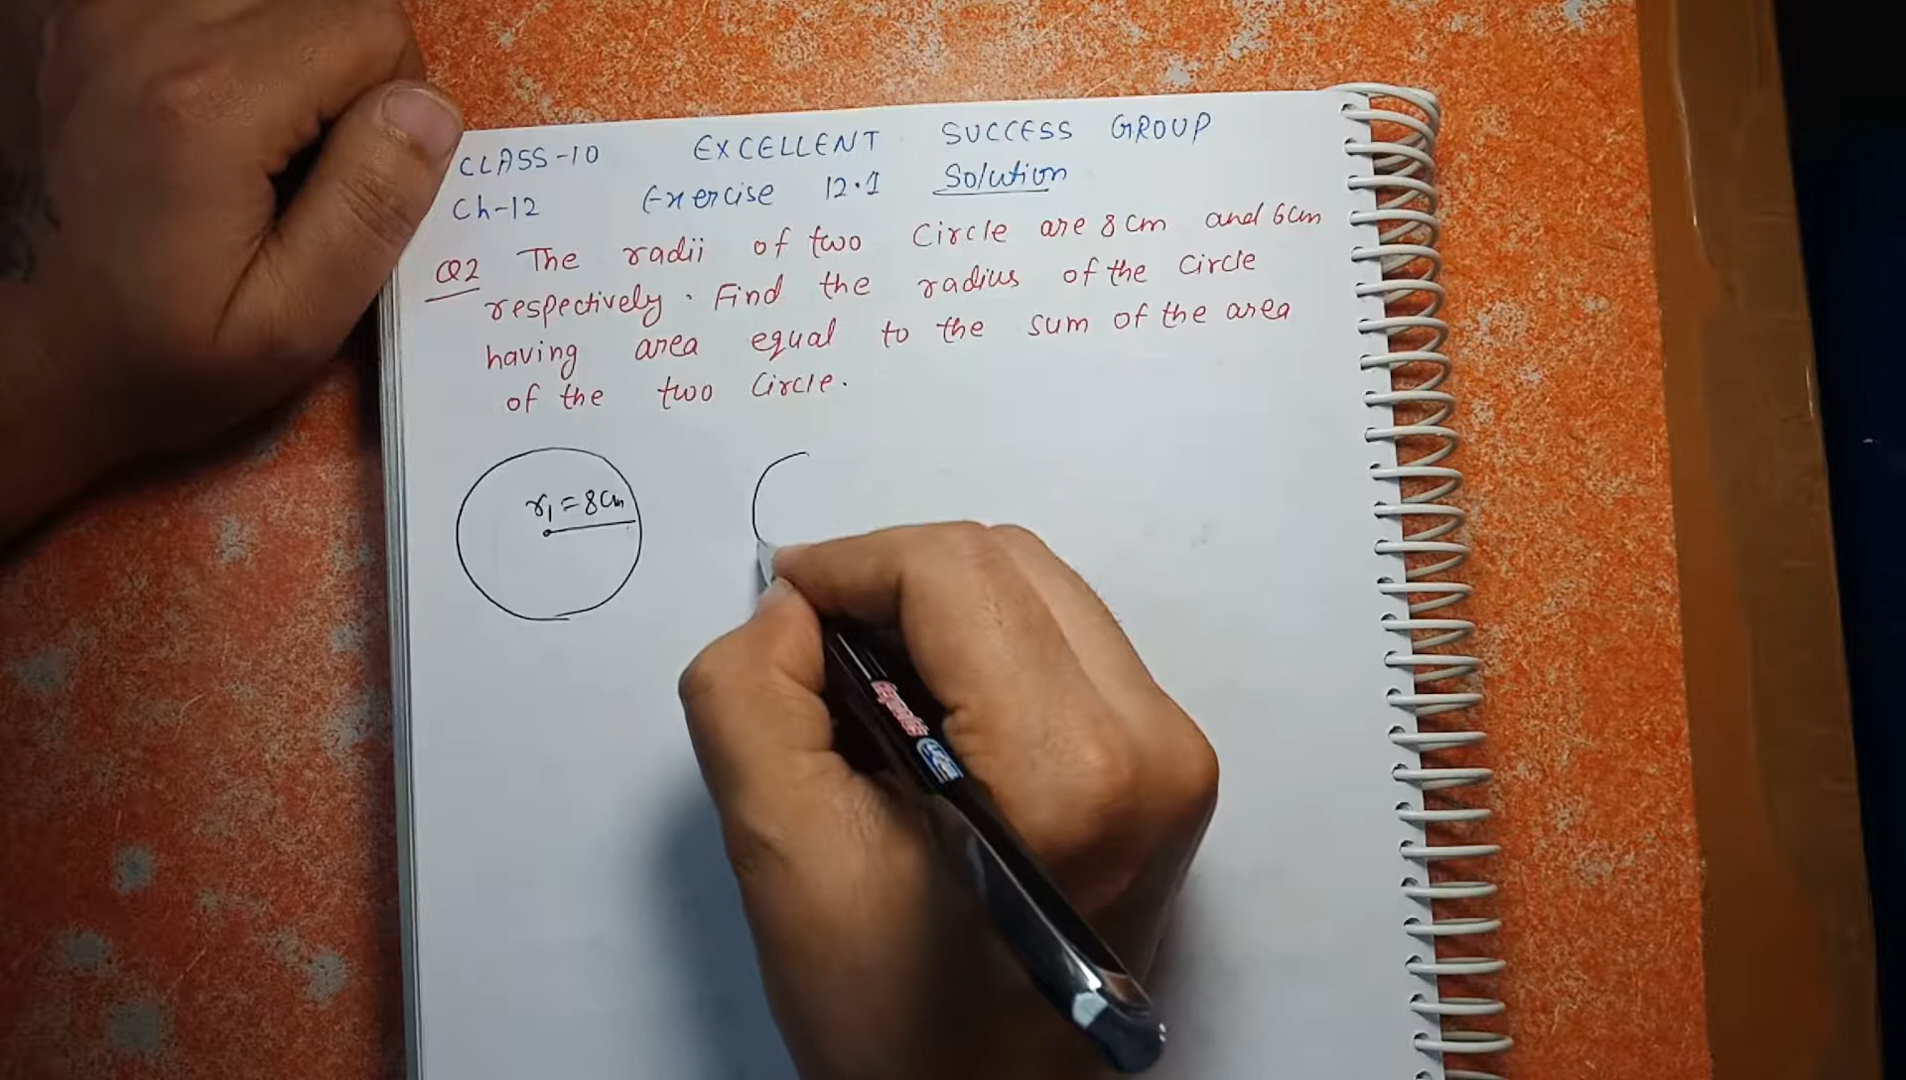 CLASS-10 EXCELLENT SUCCESS GROUP
Ch-12 Exercise 12.1 Solution
Q2 The radii of two Circle are 8 cm and 6cm
respectively. Find the radius of the circle
having area equal to the sum of the area
of the two Circle.
r₁ = 8cm